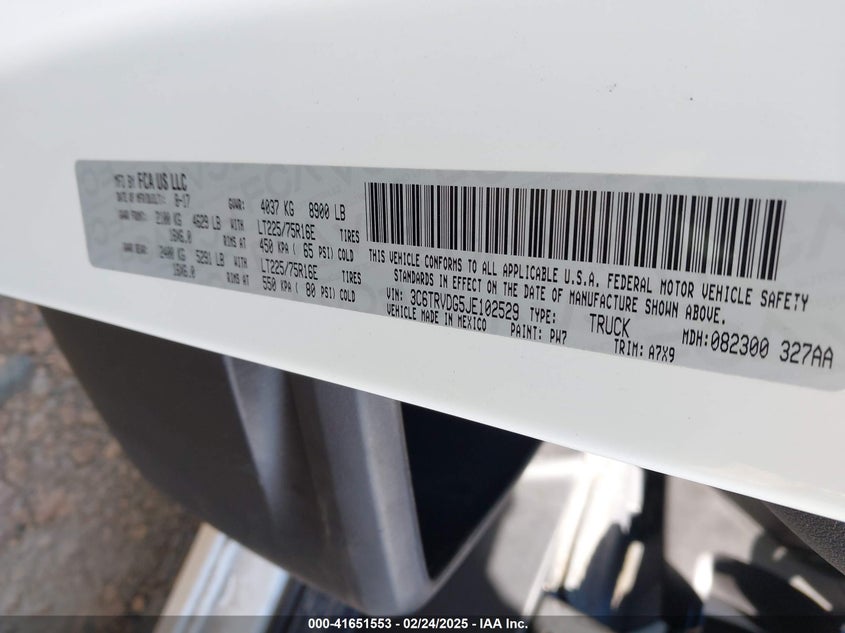 MFD BY FCA US LLC
DATE OF MFR/BUILT: 8-17 GVWR: 4037 KG 8900 LB
GAWR FRONT: 2100 KG 4629 LB WITH LT225/75R16E TIRES
16X6.0 RIMS AT 450 KPA ( 65 PSI) COLD
GAWR REAR: 2400 KG 5291 LB WITH LT225/75R16E TIRES
16X6.0 RIMS AT 550 KPA ( 80 PSI) COLD
THIS VEHICLE CONFORMS TO ALL APPLICABLE U.S.A. FEDERAL MOTOR VEHICLE SAFETY
STANDARDS IN EFFECT ON THE DATE OF MANUFACTURE SHOWN ABOVE.
VIN: 3C6TRVDG5JE102529 TYPE: TRUCK MDH:082300 327AA
VEHICLE MADE IN MEXICO PAINT: PW7 TRIM: A7X9
000-41651553 - 02/24/2025 - IAA Inc.